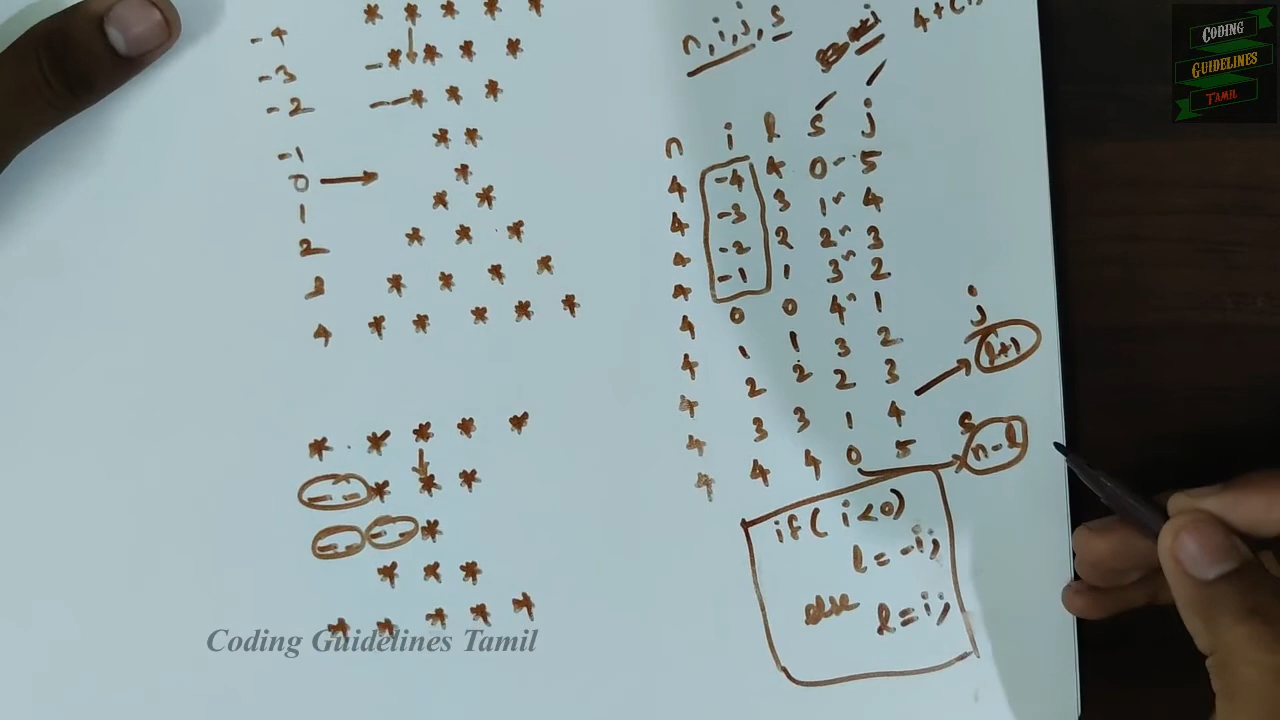 n, i, j, s
4+(1)
-4 * * * * *
-3 - * * * *
-2 -- * * *
-1 * *
0 → *
1 * *
2 * * *
3 * * * *
4 * * * * *
n i l s j
4 -4 4 0 5
4 -3 3 1 4
4 -2 2 2 3
4 -1 1 3 2
4 0 0 4 1
4 1 1 3 2
4 2 2 2 3
4 3 3 1 4
4 4 4 0 5
j
l+1
s
n-l
* * * * *
-- * * *
-- -- *
* * *
* * * * *
if( i<0)
l=-i;
else l=i;
Coding Guidelines Tamil
CODING
GUIDELINES
TAMIL